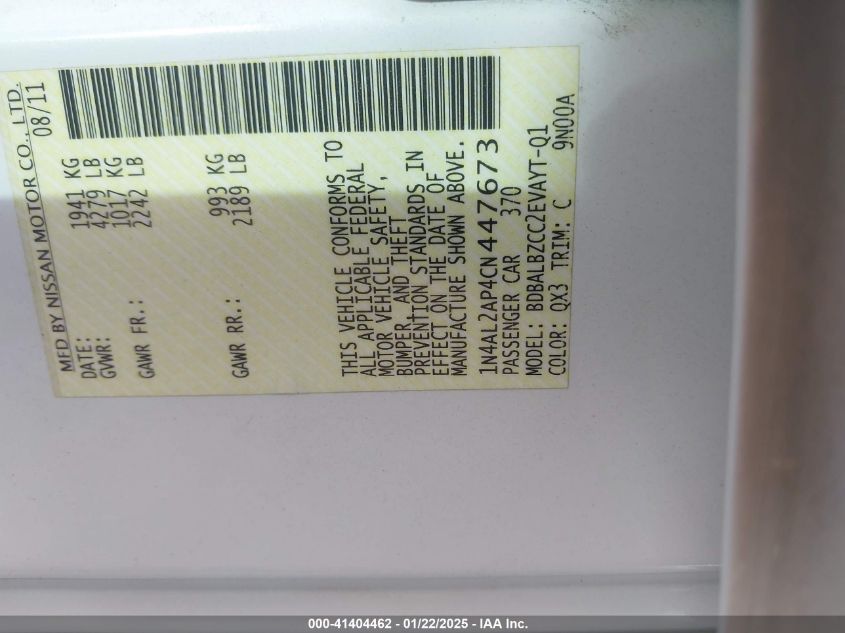 MFD BY NISSAN MOTOR CO., LTD.
DATE: 08/11
GVWR: 1941 KG
4279 LB
GAWR FR.: 1017 KG
2242 LB
GAWR RR.: 993 KG
2189 LB
THIS VEHICLE CONFORMS TO
ALL APPLICABLE FEDERAL
MOTOR VEHICLE SAFETY,
BUMPER, AND THEFT
PREVENTION STANDARDS IN
EFFECT ON THE DATE OF
MANUFACTURE SHOWN ABOVE.
1N4AL2AP4CN447673
PASSENGER CAR 370
MODEL: BDBALBZCC2EVAYT-Q1
COLOR: QX3 TRIM: C 9N00A
000-41404462 - 01/22/2025 - IAA Inc.